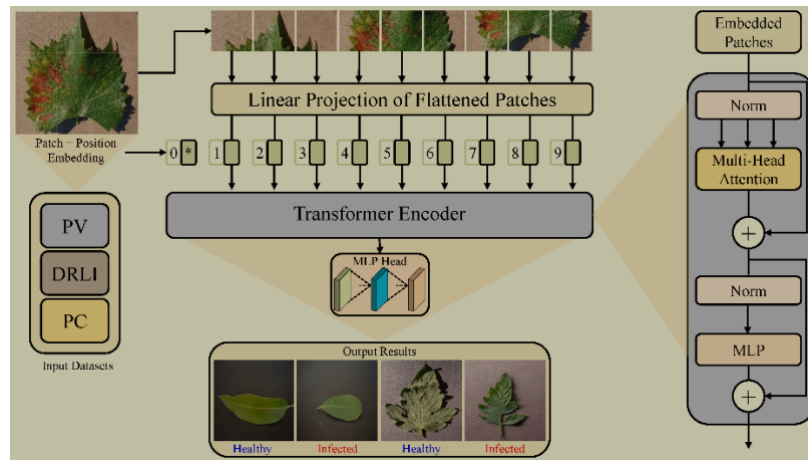 Linear Projection of Flattened Patches
Patch – Position
Embedding
0 * 1 2 3 4 5 6 7 8 9
Transformer Encoder
MLP Head
PV
DRLI
PC
Input Datasets
Output Results
Healthy Infected Healthy Infected
Embedded
Patches
Norm
Multi-Head
Attention
+
Norm
MLP
+